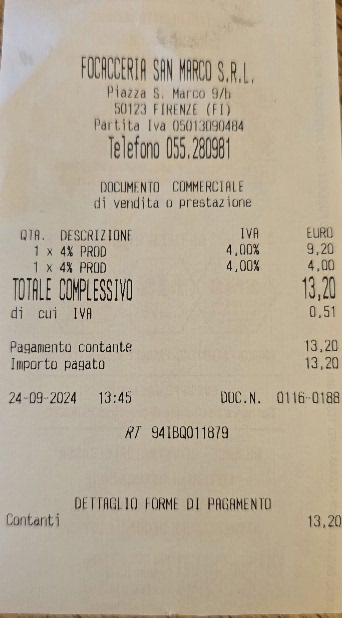 FOCACCERIA SAN MARCO S.R.L.
Piazza S. Marco 9/h
50123 FIRENZE (FI)
Partita Iva 05013090484
Telefono 055.280981
DOCUMENTO COMMERCIALE
di vendita o prestazione
QTA. DESCRIZIONE IVA EURO
1 x 4% PROD 4,00% 9,20
1 x 4% PROD 4,00% 4,00
TOTALE COMPLESSIVO 13,20
di cui IVA 0,51
Pagamento contante 13,20
Importo pagato 13,20
24-09-2024 13:45 DOC.N. 0116-0188
RT 94IBQ011879
DETTAGLIO FORME DI PAGAMENTO
Contanti 13,20